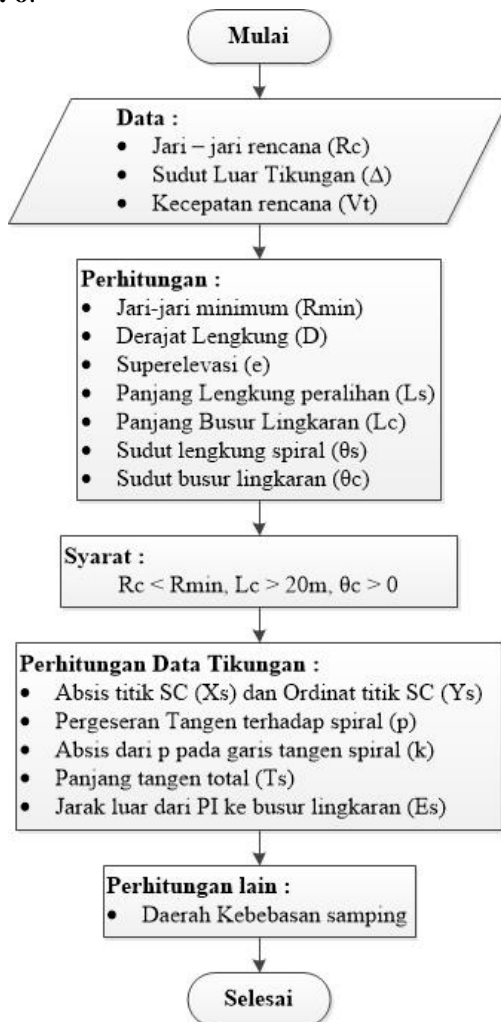 Mulai
Data :
• Jari – jari rencana (Rc)
• Sudut Luar Tikungan (Δ)
• Kecepatan rencana (Vt)
Perhitungan :
• Jari-jari minimum (Rmin)
• Derajat Lengkung (D)
• Superelevasi (e)
• Panjang Lengkung peralihan (Ls)
• Panjang Busur Lingkaran (Lc)
• Sudut lengkung spiral (θs)
• Sudut busur lingkaran (θc)
Syarat :
Rc < Rmin, Lc > 20m, θc > 0
Perhitungan Data Tikungan :
• Absis titik SC (Xs) dan Ordinat titik SC (Ys)
• Pergeseran Tangen terhadap spiral (p)
• Absis dari p pada garis tangen spiral (k)
• Panjang tangen total (Ts)
• Jarak luar dari PI ke busur lingkaran (Es)
Perhitungan lain :
• Daerah Kebebasan samping
Selesai